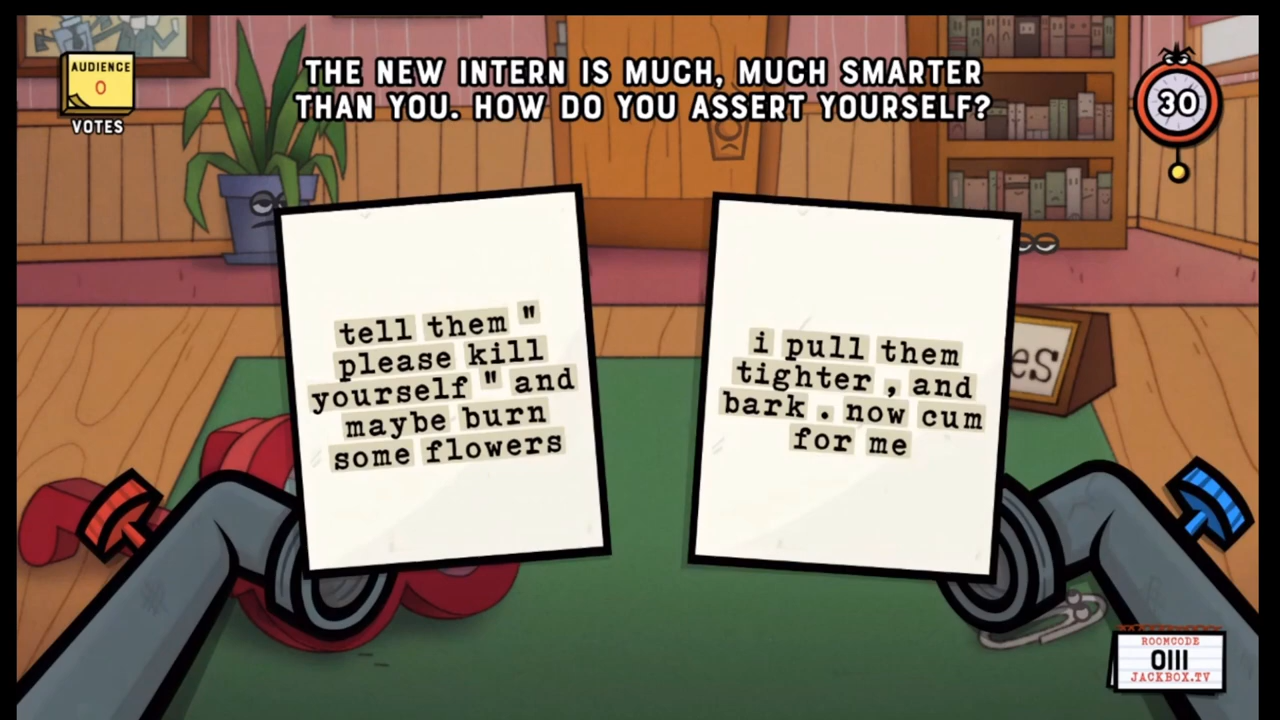 AUDIENCE
0
VOTES
THE NEW INTERN IS MUCH, MUCH SMARTER
THAN YOU. HOW DO YOU ASSERT YOURSELF?
30
tell them "
please kill
yourself " and
maybe burn
some flowers
i pull them
tighter , and
bark . now cum
for me
es
ROOMCODE
OIII
JACKBOX.TV